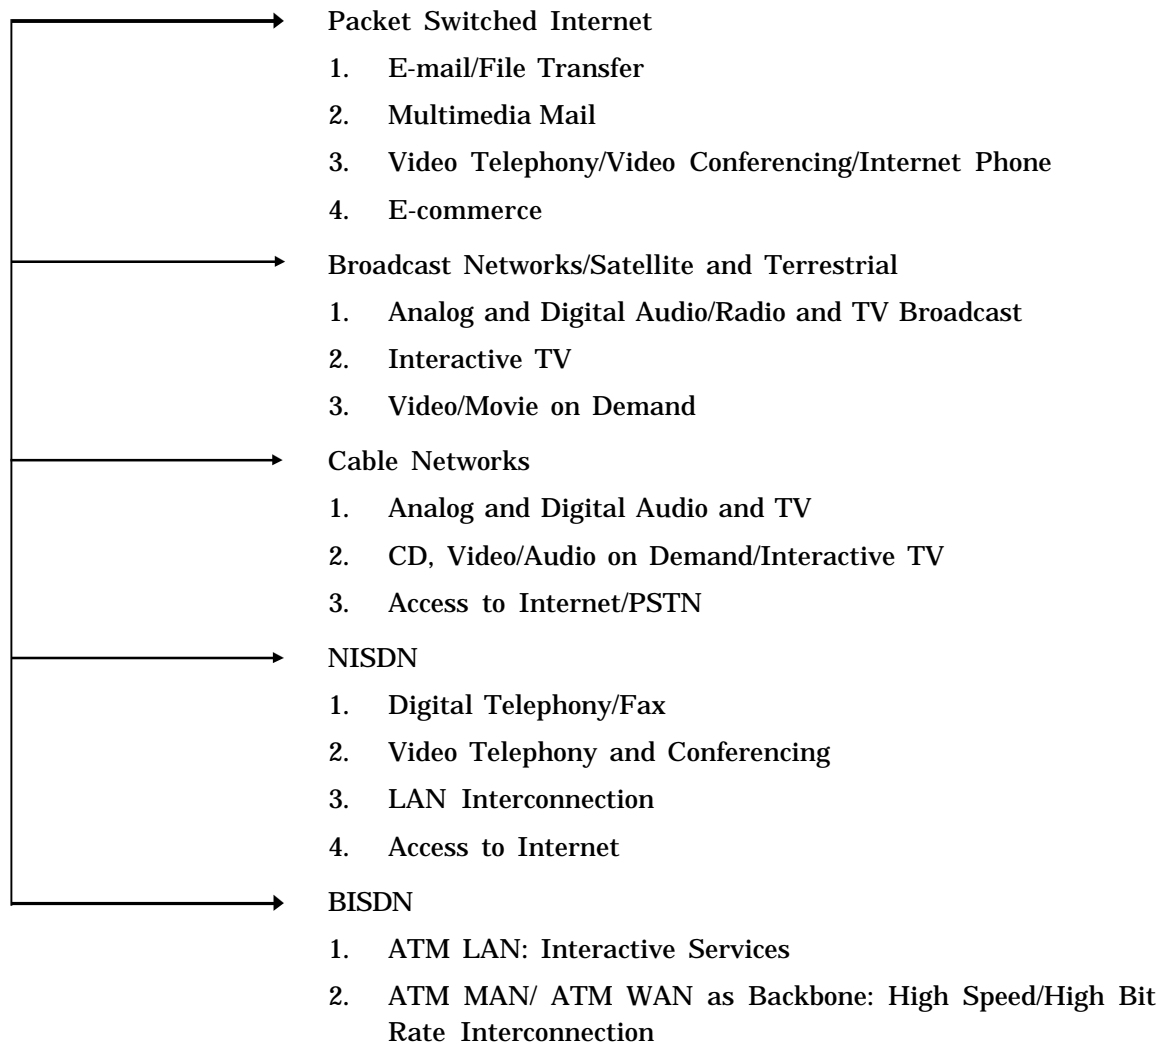 Packet Switched Internet
1. E-mail/File Transfer
2. Multimedia Mail
3. Video Telephony/Video Conferencing/Internet Phone
4. E-commerce
Broadcast Networks/Satellite and Terrestrial
1. Analog and Digital Audio/Radio and TV Broadcast
2. Interactive TV
3. Video/Movie on Demand
Cable Networks
1. Analog and Digital Audio and TV
2. CD, Video/Audio on Demand/Interactive TV
3. Access to Internet/PSTN
NISDN
1. Digital Telephony/Fax
2. Video Telephony and Conferencing
3. LAN Interconnection
4. Access to Internet
BISDN
1. ATM LAN: Interactive Services
2. ATM MAN/ ATM WAN as Backbone: High Speed/High Bit
Rate Interconnection